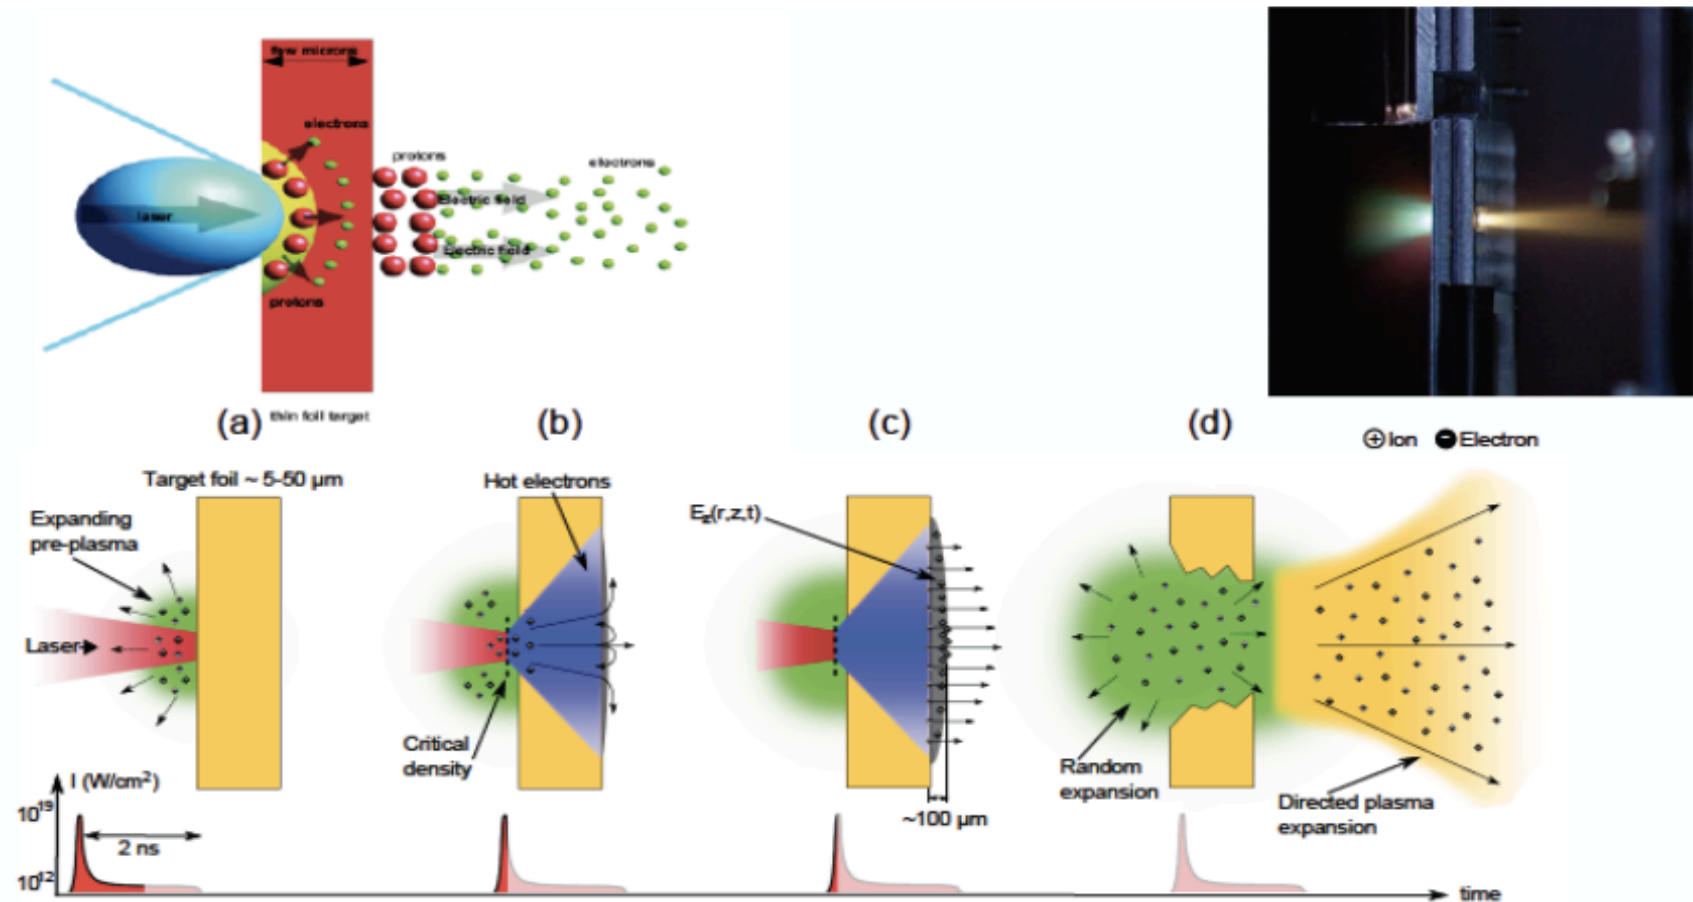 few microns
electrons
protons
electrons
laser
Electric field
Electric field
protons
thin foil target
(a)
(b)
(c)
(d)
Ion
Electron
Target foil ~ 5-50 μm
Hot electrons
Expanding
pre-plasma
E_z(r,z,t)
Laser
Critical
density
Random
expansion
Directed plasma
expansion
~100 μm
I (W/cm²)
10¹⁹
2 ns
10¹²
time